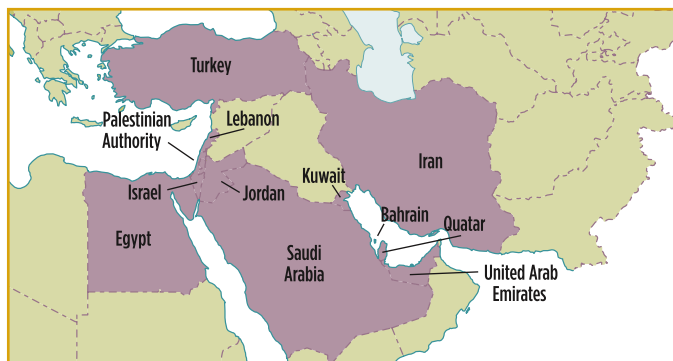 Turkey
Palestinian
Authority
Lebanon
Iran
Israel
Jordan
Kuwait
Bahrain
Quatar
Egypt
Saudi
Arabia
United Arab
Emirates